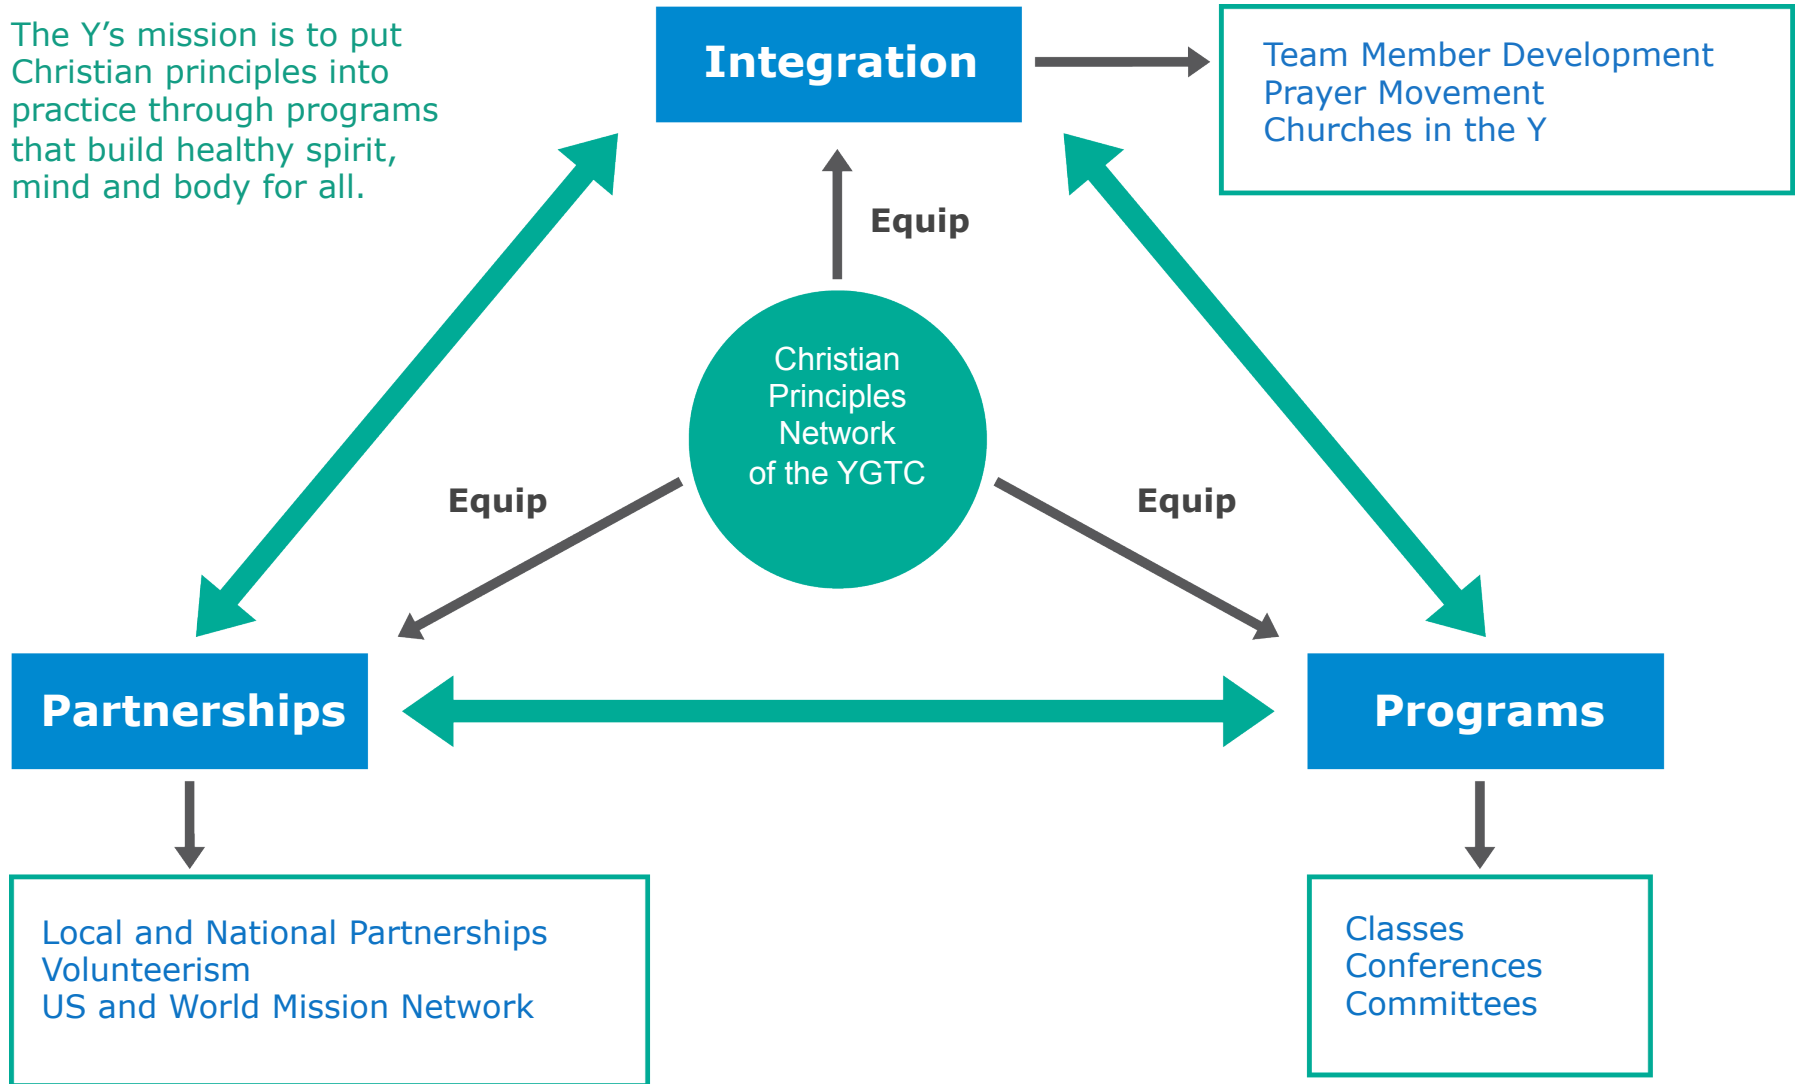 The Y’s mission is to put
Christian principles into
practice through programs
that build healthy spirit,
mind and body for all.
Integration
Team Member Development
Prayer Movement
Churches in the Y
Equip
Christian
Principles
Network
of the YGTC
Equip
Equip
Partnerships
Programs
Local and National Partnerships
Volunteerism
US and World Mission Network
Classes
Conferences
Committees